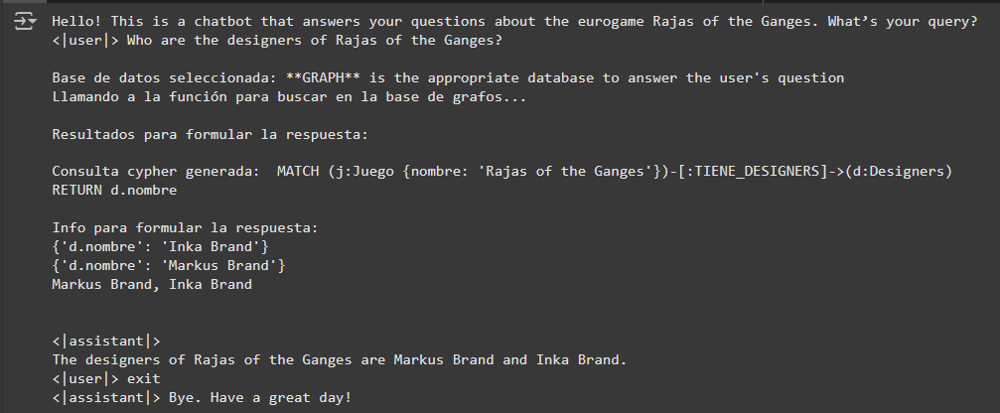 Hello! This is a chatbot that answers your questions about the eurogame Rajas of the Ganges. What’s your query?
<|user|> Who are the designers of Rajas of the Ganges?
Base de datos seleccionada: **GRAPH** is the appropriate database to answer the user's question
Llamando a la función para buscar en la base de grafos...
Resultados para formular la respuesta:
Consulta cypher generada:  MATCH (j:Juego {nombre: 'Rajas of the Ganges'})-[:TIENE_DESIGNERS]->(d:Designers)
RETURN d.nombre
Info para formular la respuesta:
{'d.nombre': 'Inka Brand'}
{'d.nombre': 'Markus Brand'}
Markus Brand, Inka Brand
<|assistant|>
The designers of Rajas of the Ganges are Markus Brand and Inka Brand.
<|user|> exit
<|assistant|> Bye. Have a great day!